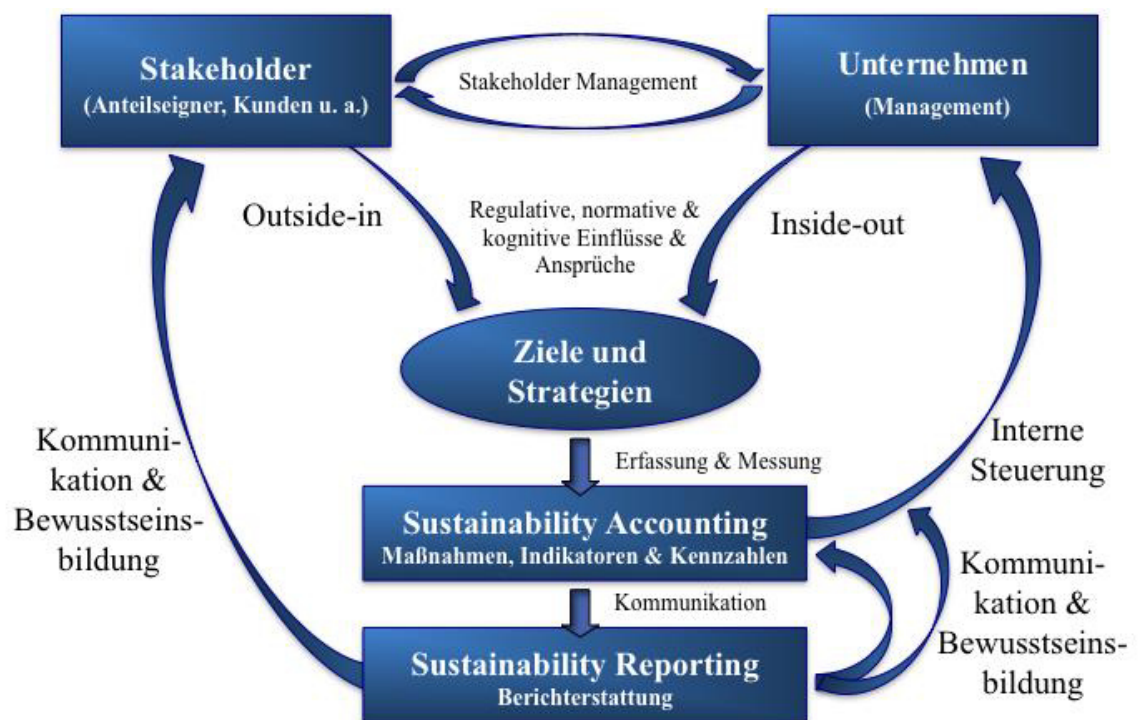 Stakeholder
(Anteilseigner, Kunden u. a.)
Stakeholder Management
Unternehmen
(Management)
Outside-in
Regulative, normative &
kognitive Einflüsse &
Ansprüche
Inside-out
Ziele und
Strategien
Kommuni-
kation &
Bewusstseins-
bildung
Erfassung & Messung
Interne
Steuerung
Sustainability Accounting
Maßnahmen, Indikatoren & Kennzahlen
Kommunikation
Kommuni-
kation &
Bewusstseins-
bildung
Sustainability Reporting
Berichterstattung